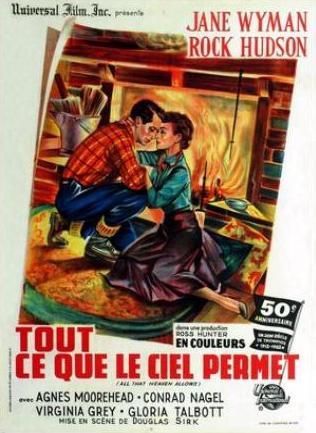 Universal Film, Inc. présente
JANE WYMAN
ROCK HUDSON
50e
ANNIVERSAIRE
dans une production
ROSS HUNTER
EN COULEURS
TOUT
CE QUE LE CIEL PERMET
(ALL THAT HEAVEN ALLOWS)
avec AGNES MOOREHEAD • CONRAD NAGEL
VIRGINIA GREY • GLORIA TALBOTT
MISE EN SCÈNE DE DOUGLAS SIRK